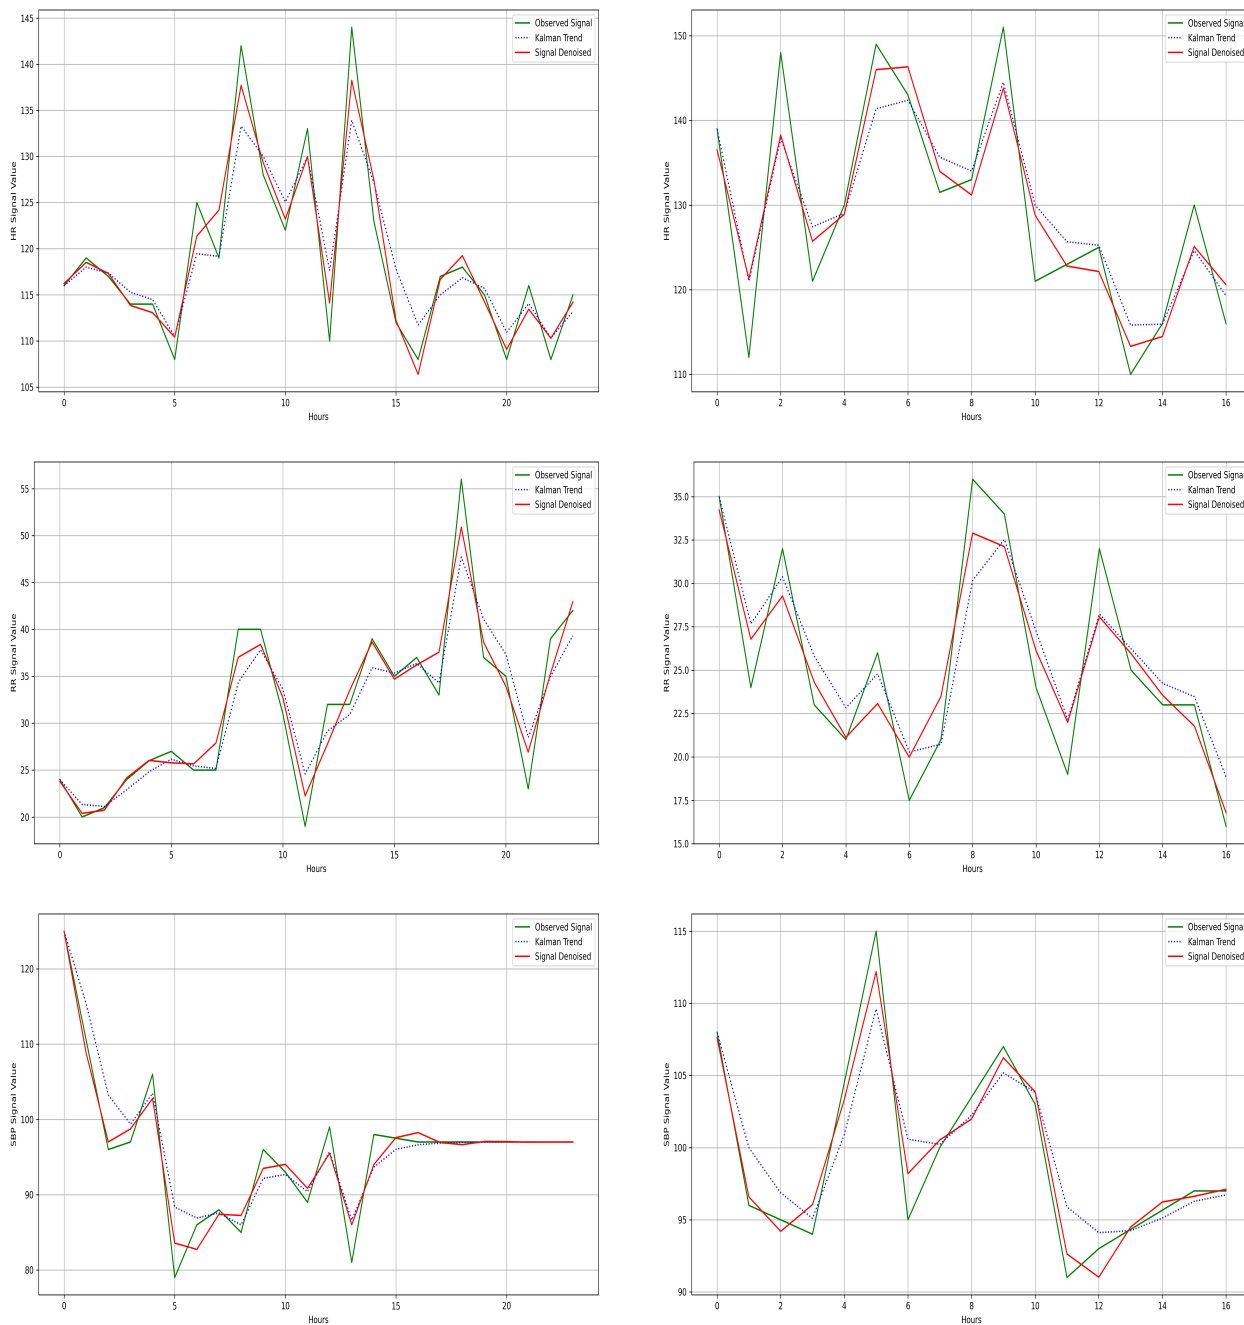 145
140
135
130
125
120
115
110
105
HR Signal Value
0 5 10 15 20
Hours
Observed Signal
Kalman Trend
Signal Denoised
150
140
130
120
110
HR Signal Value
0 2 4 6 8 10 12 14 16
Hours
Observed Signal
Kalman Trend
Signal Denoised
55
50
45
40
35
30
25
20
RR Signal Value
0 5 10 15 20
Hours
Observed Signal
Kalman Trend
Signal Denoised
35.0
32.5
30.0
27.5
25.0
22.5
20.0
17.5
15.0
RR Signal Value
0 2 4 6 8 10 12 14 16
Hours
Observed Signal
Kalman Trend
Signal Denoised
120
110
100
90
80
SBP Signal Value
0 5 10 15 20
Hours
Observed Signal
Kalman Trend
Signal Denoised
115
110
105
100
95
90
SBP Signal Value
0 2 4 6 8 10 12 14 16
Hours
Observed Signal
Kalman Trend
Signal Denoised